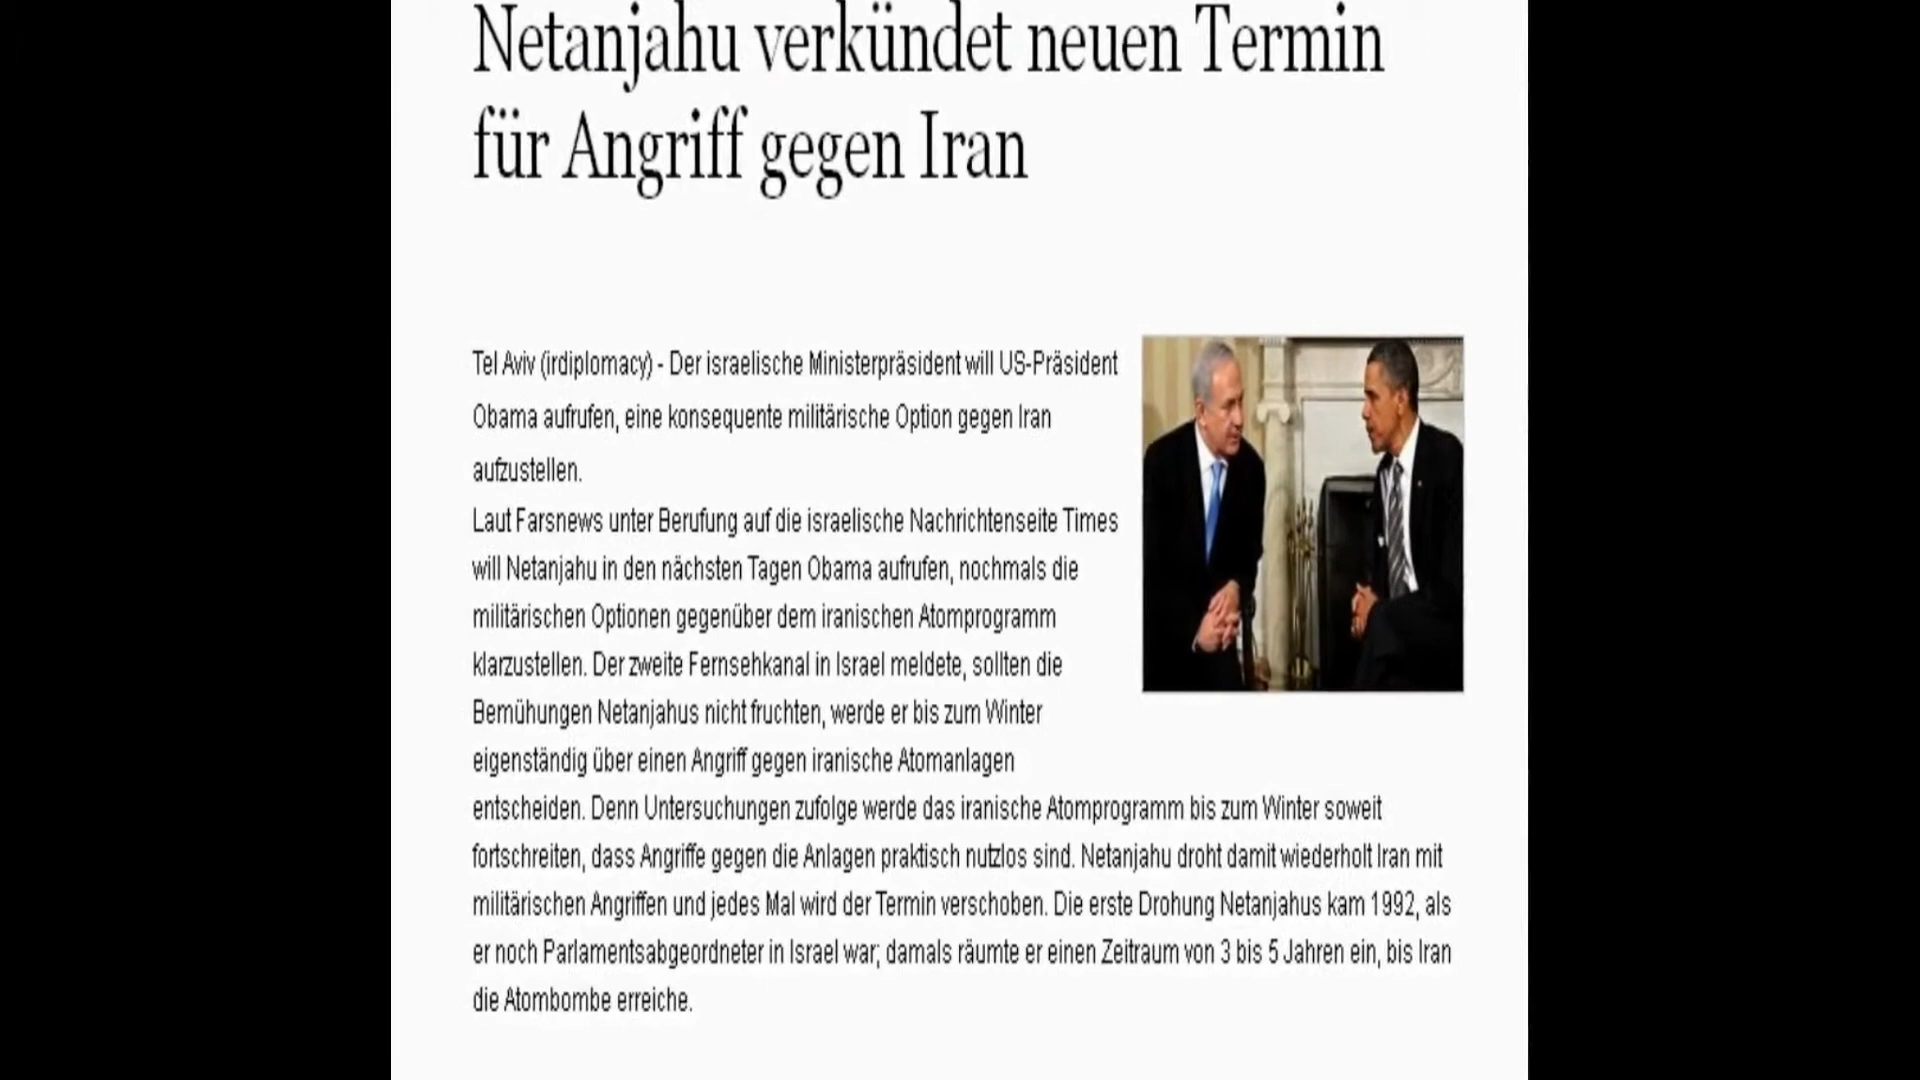 Netanjahu verkündet neuen Termin
für Angriff gegen Iran
Tel Aviv (irdiplomacy) - Der israelische Ministerpräsident will US-Präsident
Obama aufrufen, eine konsequente militärische Option gegen Iran
aufzustellen.
Laut Farsnews unter Berufung auf die israelische Nachrichtenseite Times
will Netanjahu in den nächsten Tagen Obama aufrufen, nochmals die
militärischen Optionen gegenüber dem iranischen Atomprogramm
klarzustellen. Der zweite Fernsehkanal in Israel meldete, sollten die
Bemühungen Netanjahus nicht fruchten, werde er bis zum Winter
eigenständig über einen Angriff gegen iranische Atomanlagen
entscheiden. Denn Untersuchungen zufolge werde das iranische Atomprogramm bis zum Winter soweit
fortschreiten, dass Angriffe gegen die Anlagen praktisch nutzlos sind. Netanjahu droht damit wiederholt Iran mit
militärischen Angriffen und jedes Mal wird der Termin verschoben. Die erste Drohung Netanjahus kam 1992, als
er noch Parlamentsabgeordneter in Israel war; damals räumte er einen Zeitraum von 3 bis 5 Jahren ein, bis Iran
die Atombombe erreiche.